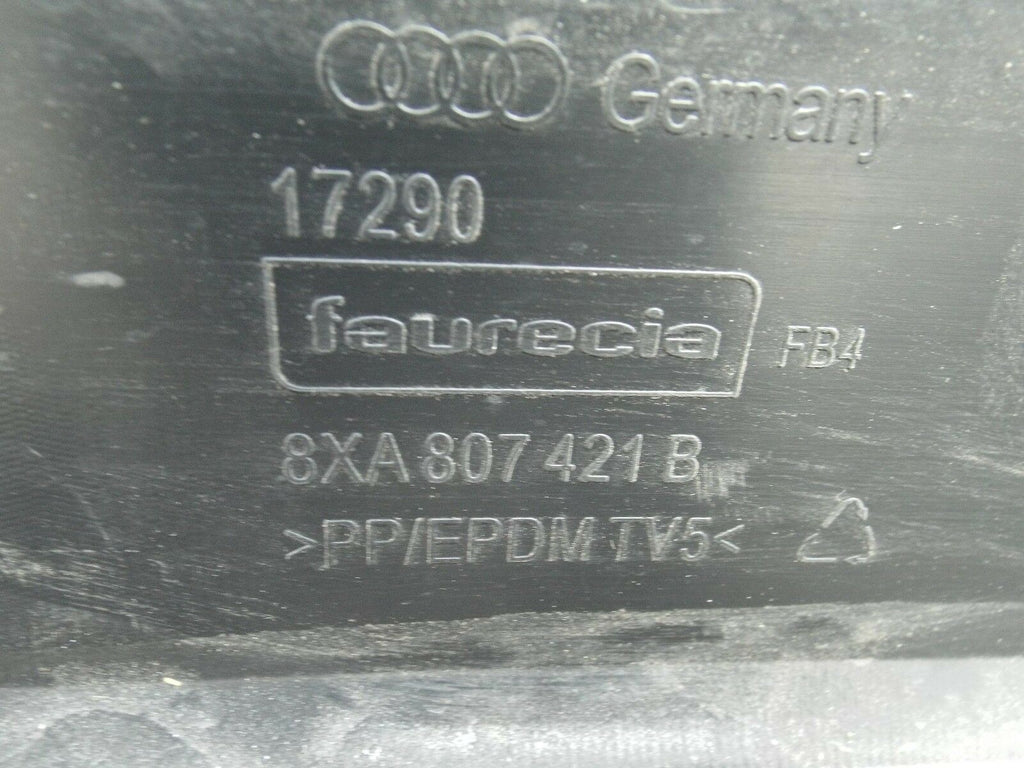 Germany
17290
faurecia
FB4
8XA 807 421 B
>PP/EPDM TV5<